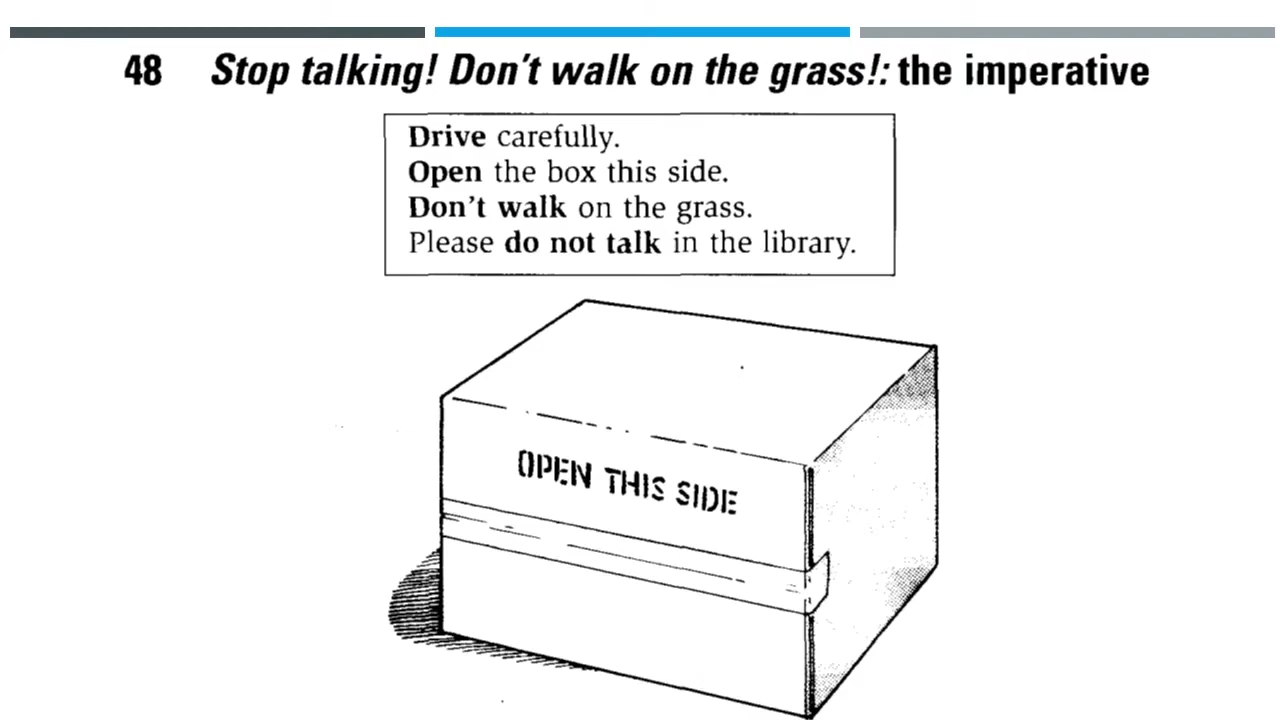 48 Stop talking! Don't walk on the grass!: the imperative
Drive carefully.
Open the box this side.
Don't walk on the grass.
Please do not talk in the library.
OPEN THIS SIDE